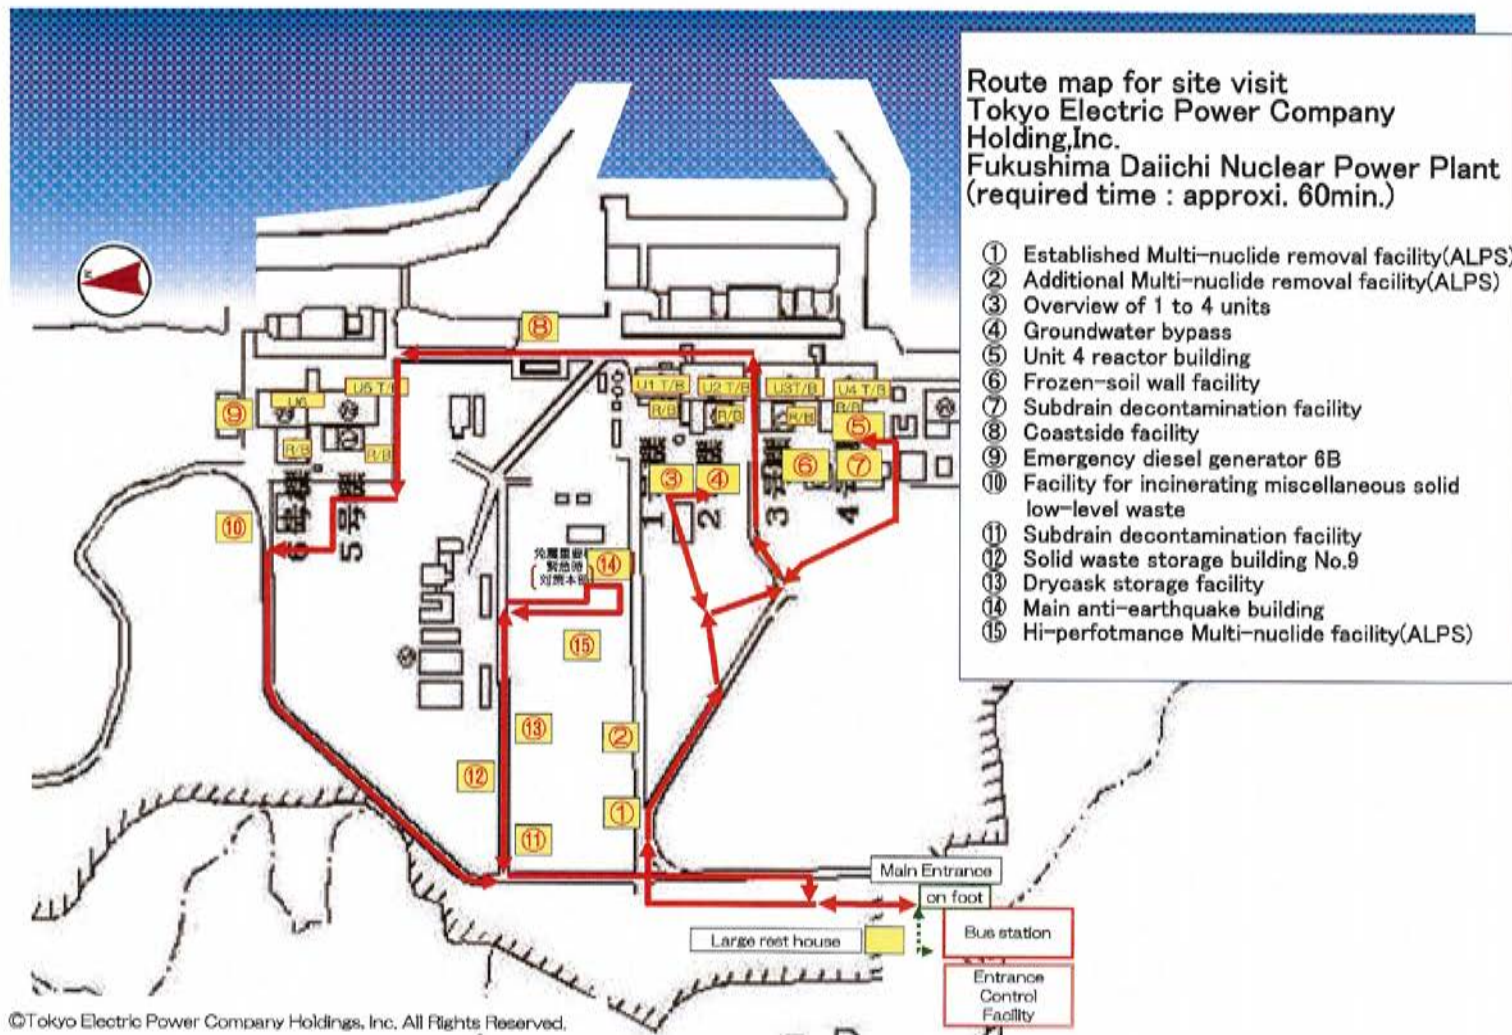 Route map for site visit
Tokyo Electric Power Company
Holding,Inc.
Fukushima Daiichi Nuclear Power Plant
(required time : approxi. 60min.)
① Established Multi-nuclide removal facility(ALPS)
② Additional Multi-nuclide removal facility(ALPS)
③ Overview of 1 to 4 units
④ Groundwater bypass
⑤ Unit 4 reactor building
⑥ Frozen-soil wall facility
⑦ Subdrain decontamination facility
⑧ Coastside facility
⑨ Emergency diesel generator 6B
⑩ Facility for incinerating miscellaneous solid
low-level waste
⑪ Subdrain decontamination facility
⑫ Solid waste storage building No.9
⑬ Drycask storage facility
⑭ Main anti-earthquake building
⑮ Hi-perfotmance Multi-nuclide facility(ALPS)
N
⑧
U6
U5 T/B
U1 T/B
U2 T/B
U3T/B
U4 T/B
R/B
R/B
R/B
R/B
⑨
⑤
R/B
R/B
③
④
⑥
⑦
⑩
6号機
5号機
1
2
3
4
緊急時
対策本部
⑭
⑮
⑬
②
⑫
①
⑪
Main Entrance
on foot
Large rest house
Bus station
Entrance
Control
Facility
©Tokyo Electric Power Company Holdings, Inc. All Rights Reserved.